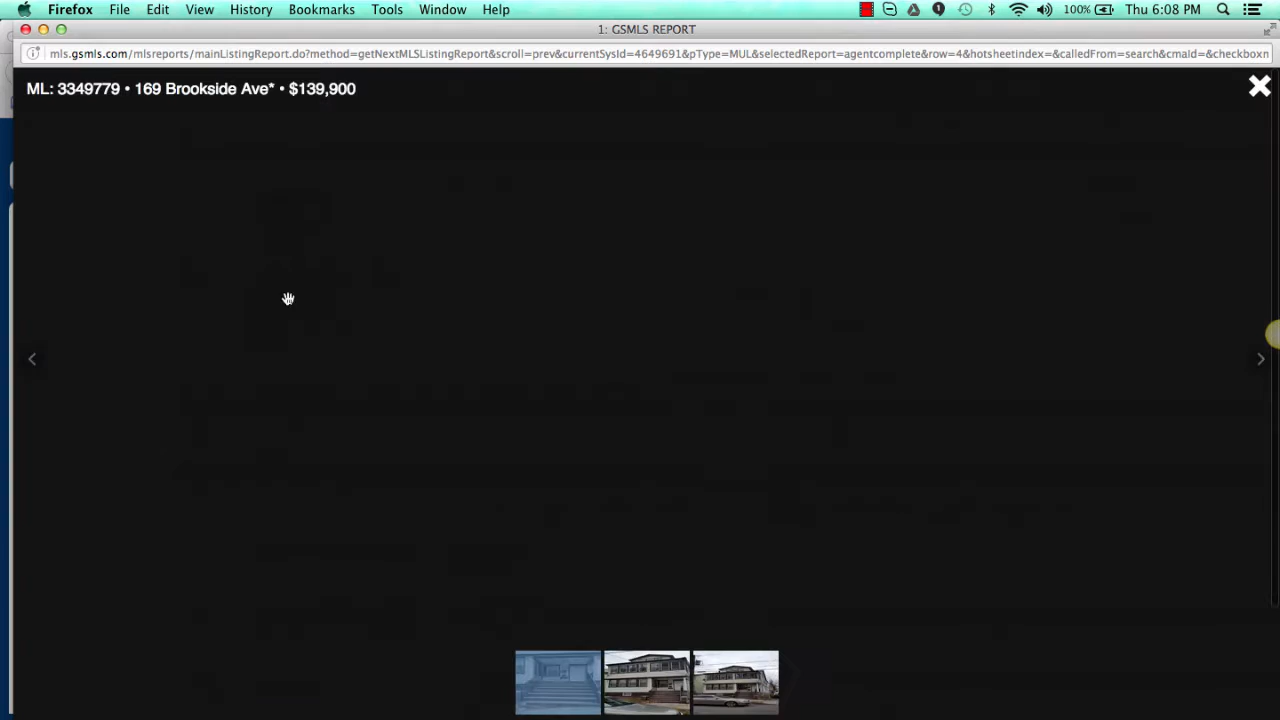 Firefox File Edit View History Bookmarks Tools Window Help 100% Thu 6:08 PM
1: GSMLS REPORT
mls.gsmls.com/mlsreports/mainListingReport.do?method=getNextMLSListingReport&scroll=prev&currentSysId=4649691&pType=MUL&selectedReport=agentcomplete&row=4&hotsheetindex=&calledFrom=search&cmaId=&checkboxn
ML: 3349779 • 169 Brookside Ave* • $139,900